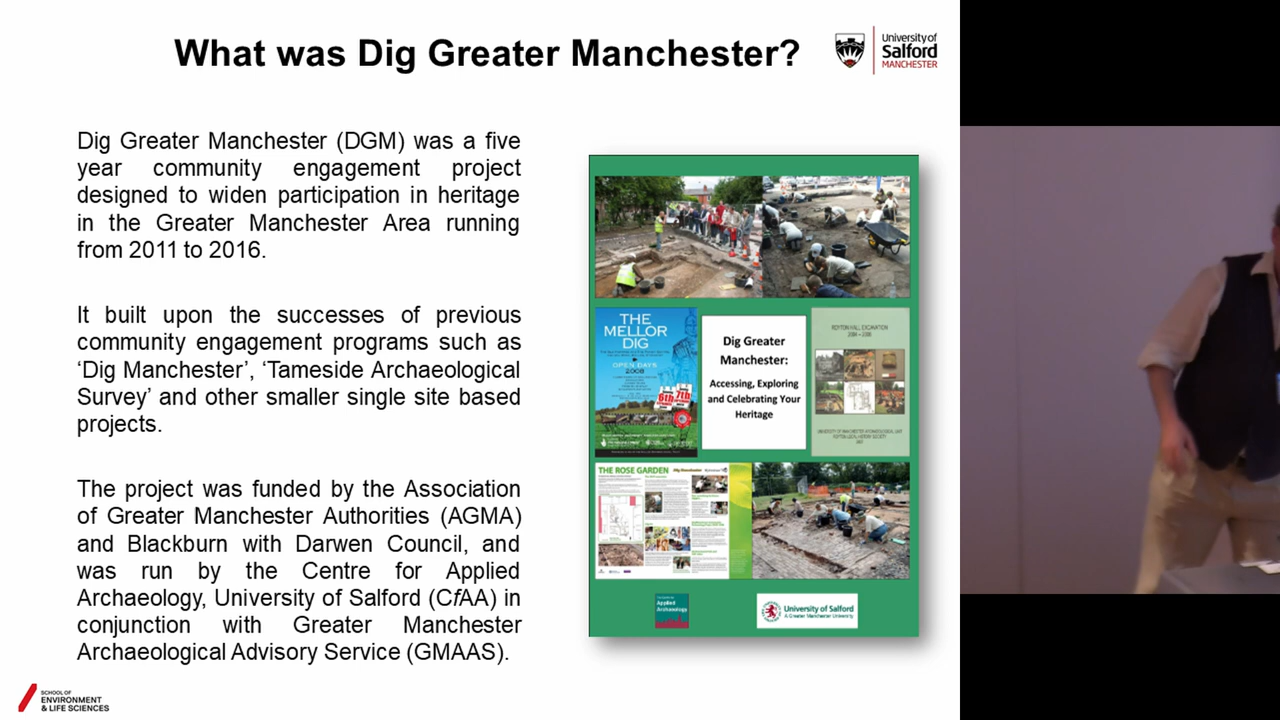 What was Dig Greater Manchester?
University of
Salford
MANCHESTER
Dig Greater Manchester (DGM) was a five
year community engagement project
designed to widen participation in heritage
in the Greater Manchester Area running
from 2011 to 2016.
It built upon the successes of previous
community engagement programs such as
‘Dig Manchester’, ‘Tameside Archaeological
Survey’ and other smaller single site based
projects.
The project was funded by the Association
of Greater Manchester Authorities (AGMA)
and Blackburn with Darwen Council, and
was run by the Centre for Applied
Archaeology, University of Salford (CfAA) in
conjunction with Greater Manchester
Archaeological Advisory Service (GMAAS).
THE
MELLOR
DIG
OPEN DAYS
2008
6th 7th
Dig Greater
Manchester:
Accessing, Exploring
and Celebrating Your
Heritage
ROYTON HALL EXCAVATION
THE ROSE GARDEN
Dig Manchester
Applied
Archaeology
University of Salford
A Greater Manchester University
SCHOOL OF
ENVIRONMENT
& LIFE SCIENCES